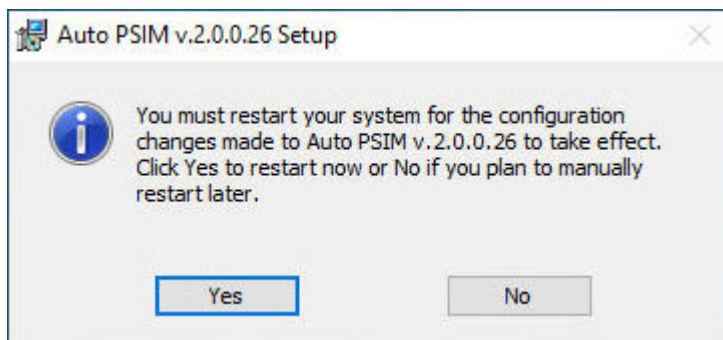 Auto PSIM v.2.0.0.26 Setup
You must restart your system for the configuration
changes made to Auto PSIM v.2.0.0.26 to take effect.
Click Yes to restart now or No if you plan to manually
restart later.
Yes No